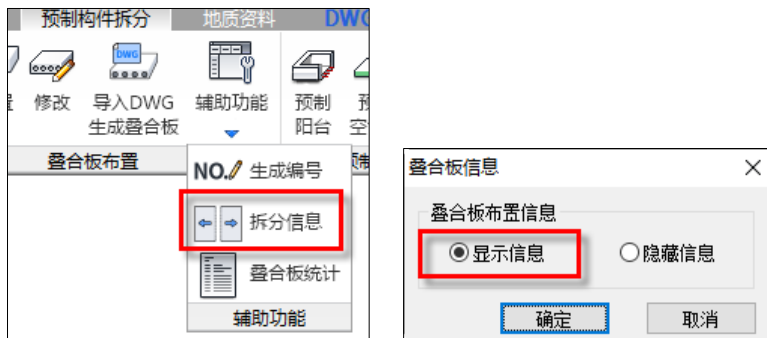 预制构件拆分
地质资料
DW
修改
导入DWG
生成叠合板
DWG
辅助功能
预制
阳台
空
叠合板布置
NO. 生成编号
拆分信息
叠合板统计
辅助功能
叠合板信息
叠合板布置信息
显示信息
隐藏信息
确定
取消